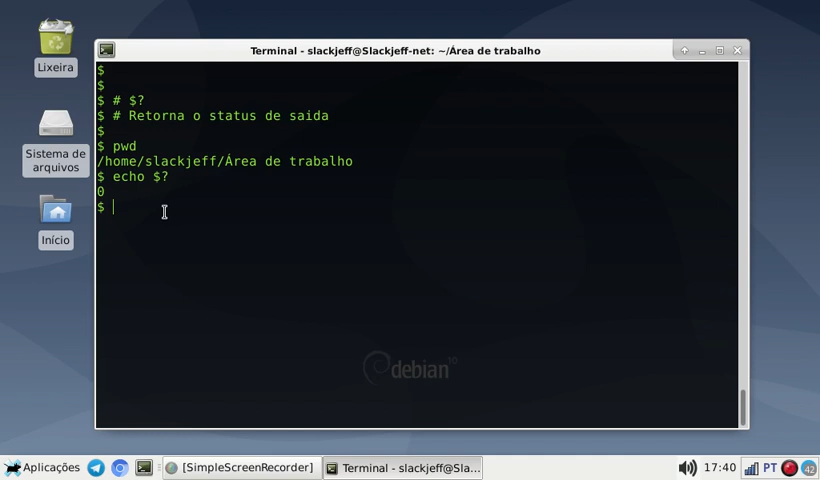 Lixeira
Sistema de
arquivos
Início
Terminal - slackjeff@Slackjeff-net: ~/Área de trabalho
$
$
$ # $?
$ # Retorna o status de saida
$
$ pwd
/home/slackjeff/Área de trabalho
$ echo $?
0
$
debian 10
Aplicações
[SimpleScreenRecorder]
Terminal - slackjeff@Sla...
17:40
PT
42